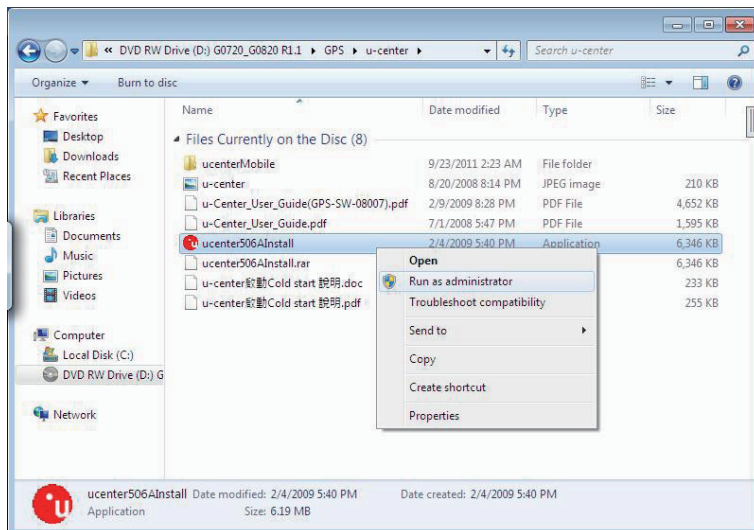 « DVD RW Drive (D:) G0720_G0820 R1.1 ▸ GPS ▸ u-center ▸ Search u-center
Organize Burn to disc
Favorites
Desktop
Downloads
Recent Places
Libraries
Documents
Music
Pictures
Videos
Computer
Local Disk (C:)
DVD RW Drive (D:) G
Network
Name Date modified Type Size
Files Currently on the Disc (8)
ucenterMobile 9/23/2011 2:23 AM File folder
u-center 8/20/2008 8:14 PM JPEG image 210 KB
u-Center_User_Guide(GPS-SW-08007).pdf 2/9/2009 8:28 PM PDF File 4,652 KB
u-Center_User_Guide.pdf 7/1/2008 5:47 PM PDF File 1,595 KB
ucenter506AInstall 2/4/2009 5:40 PM Application 6,346 KB
ucenter506AInstall.rar 6,346 KB
u-center啟動Cold start 說明.doc 233 KB
u-center啟動Cold start 說明.pdf 255 KB
Open
Run as administrator
Troubleshoot compatibility
Send to
Copy
Create shortcut
Properties
ucenter506AInstall Date modified: 2/4/2009 5:40 PM Date created: 2/4/2009 5:40 PM
Application Size: 6.19 MB